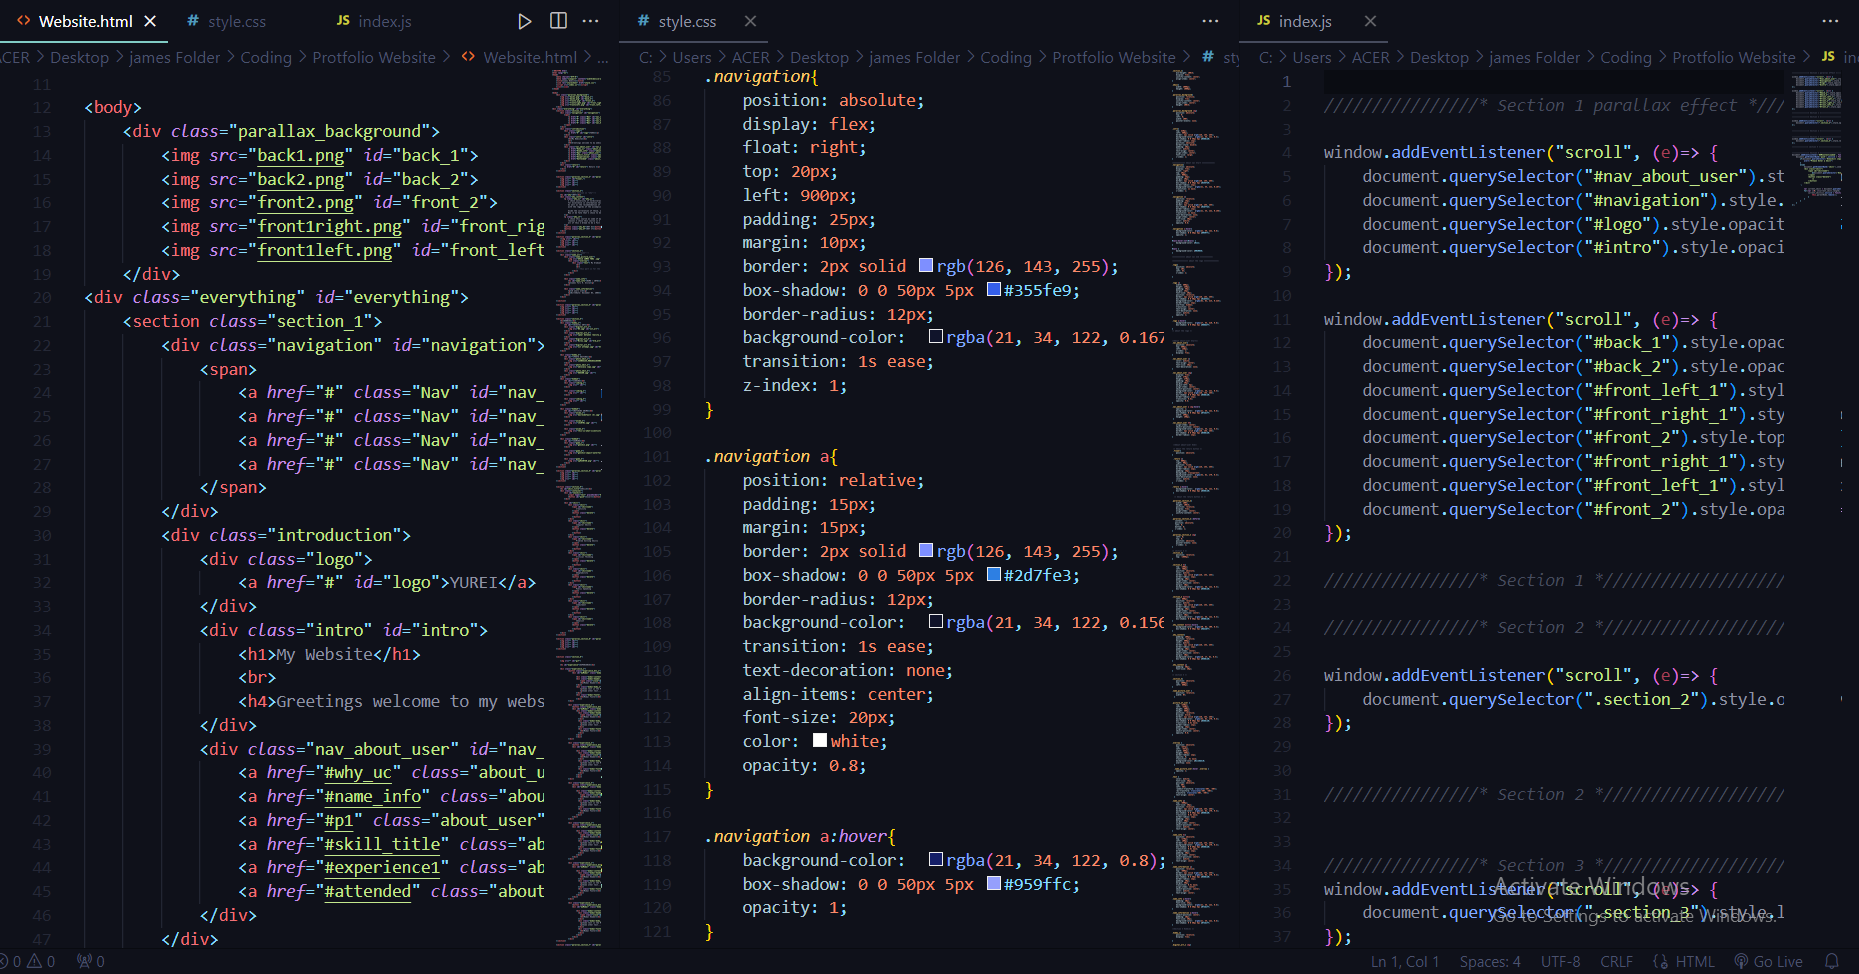 Website.html
style.css
index.js
ACER > Desktop > james Folder > Coding > Protfolio Website > Website.html > ...
11
12 <body>
13 <div class="parallax_background">
14 <img src="back1.png" id="back_1">
15 <img src="back2.png" id="back_2">
16 <img src="front2.png" id="front_2">
17 <img src="front1right.png" id="front_rig
18 <img src="front1left.png" id="front_left
19 </div>
20 <div class="everything" id="everything">
21 <section class="section_1">
22 <div class="navigation" id="navigation">
23 <span>
24 <a href="#" class="Nav" id="nav_
25 <a href="#" class="Nav" id="nav_
26 <a href="#" class="Nav" id="nav_
27 <a href="#" class="Nav" id="nav_
28 </span>
29 </div>
30 <div class="introduction">
31 <div class="logo">
32 <a href="#" id="logo">YUREI</a>
33 </div>
34 <div class="intro" id="intro">
35 <h1>My Website</h1>
36 <br>
37 <h4>Greetings welcome to my webs
38 </div>
39 <div class="nav_about_user" id="nav_
40 <a href="#why_uc" class="about_u
41 <a href="#name_info" class="abou
42 <a href="#p1" class="about_user"
43 <a href="#skill_title" class="ab
44 <a href="#experience1" class="ab
45 <a href="#attended" class="about
46 </div>
47 </div>
style.css
C: > Users > ACER > Desktop > james Folder > Coding > Protfolio Website > # sty
85 .navigation{
86 position: absolute;
87 display: flex;
88 float: right;
89 top: 20px;
90 left: 900px;
91 padding: 25px;
92 margin: 10px;
93 border: 2px solid rgb(126, 143, 255);
94 box-shadow: 0 0 50px 5px #355fe9;
95 border-radius: 12px;
96 background-color: rgba(21, 34, 122, 0.167
97 transition: 1s ease;
98 z-index: 1;
99 }
100
101 .navigation a{
102 position: relative;
103 padding: 15px;
104 margin: 15px;
105 border: 2px solid rgb(126, 143, 255);
106 box-shadow: 0 0 50px 5px #2d7fe3;
107 border-radius: 12px;
108 background-color: rgba(21, 34, 122, 0.156
109 transition: 1s ease;
110 text-decoration: none;
111 align-items: center;
112 font-size: 20px;
113 color: white;
114 opacity: 0.8;
115 }
116
117 .navigation a:hover{
118 background-color: rgba(21, 34, 122, 0.8);
119 box-shadow: 0 0 50px 5px #959ffc;
120 opacity: 1;
121 }
JS index.js
C: > Users > ACER > Desktop > james Folder > Coding > Protfolio Website > JS in
1
2 ////////////////* Section 1 parallax effect *///
3
4 window.addEventListener("scroll", (e)=> {
5 document.querySelector("#nav_about_user").st
6 document.querySelector("#navigation").style.
7 document.querySelector("#logo").style.opacit
8 document.querySelector("#intro").style.opaci
9 });
10
11 window.addEventListener("scroll", (e)=> {
12 document.querySelector("#back_1").style.opac
13 document.querySelector("#back_2").style.opac
14 document.querySelector("#front_left_1").styl
15 document.querySelector("#front_right_1").sty
16 document.querySelector("#front_2").style.top
17 document.querySelector("#front_right_1").sty
18 document.querySelector("#front_left_1").styl
19 document.querySelector("#front_2").style.opa
20 });
21
22 ////////////////* Section 1 *///////////////////
23
24 ////////////////* Section 2 *///////////////////
25
26 window.addEventListener("scroll", (e)=> {
27 document.querySelector(".section_2").style.o
28 });
29
30
31 ////////////////* Section 2 *///////////////////
32
33
34 ////////////////* Section 3 *///////////////////
35 window.addEventListener("scroll", (e)=> {
36 document.querySelector(".section_3").style.l
37 });
Activate Windows
Go to Settings to activate Windows.
0 0 0
Ln 1, Col 1 Spaces: 4 UTF-8 CRLF HTML Go Live